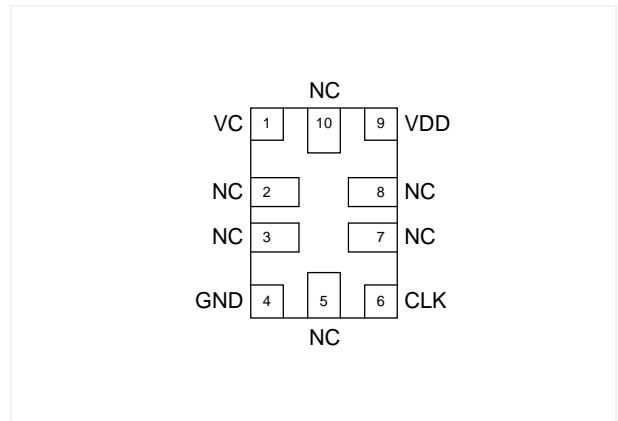 NC
VC 1 10 9 VDD
NC 2 8 NC
NC 3 7 NC
GND 4 5 6 CLK
NC